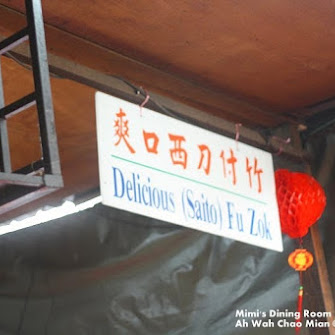 爽口西刀付竹
Delicious (Saito) Fu Zok
Mimi's Dining Room
Ah Wah Chao Mian